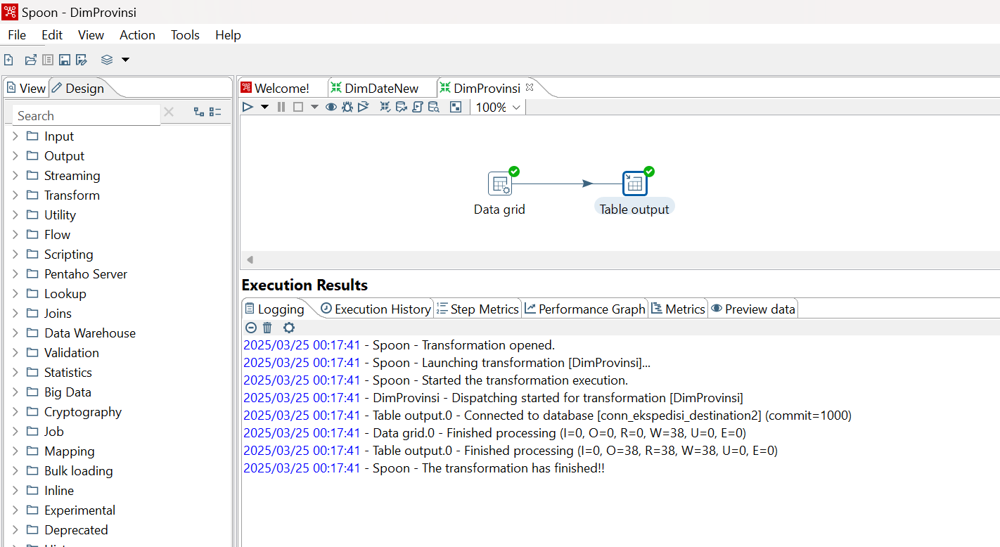 Spoon - DimProvinsi
File Edit View Action Tools Help
View Design
Search
Input
Output
Streaming
Transform
Utility
Flow
Scripting
Pentaho Server
Lookup
Joins
Data Warehouse
Validation
Statistics
Big Data
Cryptography
Job
Mapping
Bulk loading
Inline
Experimental
Deprecated
Welcome! DimDateNew DimProvinsi
100%
Data grid Table output
Execution Results
Logging Execution History Step Metrics Performance Graph Metrics Preview data
2025/03/25 00:17:41 - Spoon - Transformation opened.
2025/03/25 00:17:41 - Spoon - Launching transformation [DimProvinsi]...
2025/03/25 00:17:41 - Spoon - Started the transformation execution.
2025/03/25 00:17:41 - DimProvinsi - Dispatching started for transformation [DimProvinsi]
2025/03/25 00:17:41 - Table output.0 - Connected to database [conn_ekspedisi_destination2] (commit=1000)
2025/03/25 00:17:41 - Data grid.0 - Finished processing (I=0, O=0, R=0, W=38, U=0, E=0)
2025/03/25 00:17:41 - Table output.0 - Finished processing (I=0, O=38, R=38, W=38, U=0, E=0)
2025/03/25 00:17:41 - Spoon - The transformation has finished!!